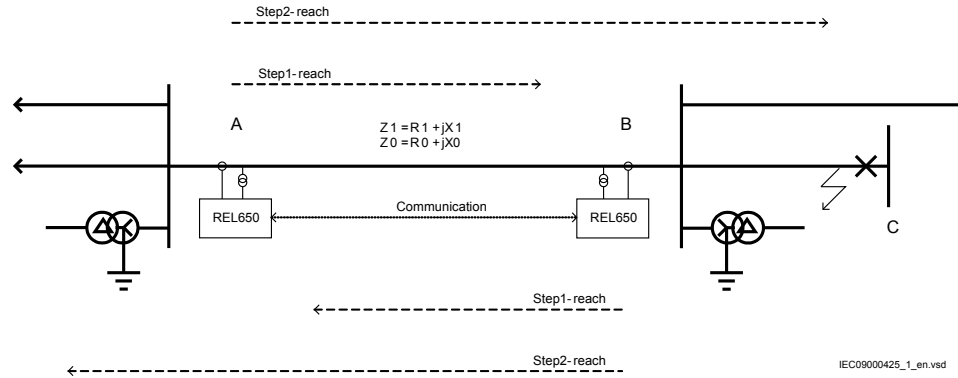 Step2- reach
Step1- reach
A
Z1 =R1 +jX1
Z0 =R0 +jX0
B
REL650
Communication
REL650
C
Step1- reach
Step2- reach
IEC09000425_1_en.vsd